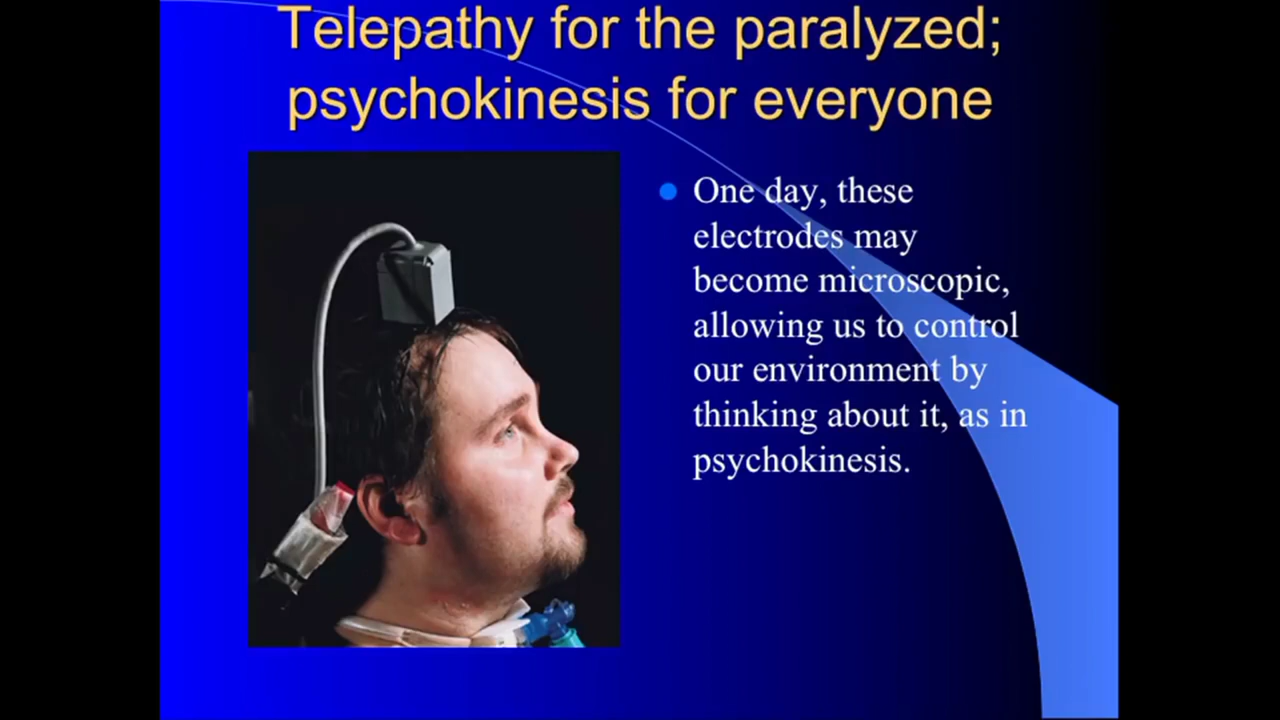 Telepathy for the paralyzed;
psychokinesis for everyone
One day, these
electrodes may
become microscopic,
allowing us to control
our environment by
thinking about it, as in
psychokinesis.